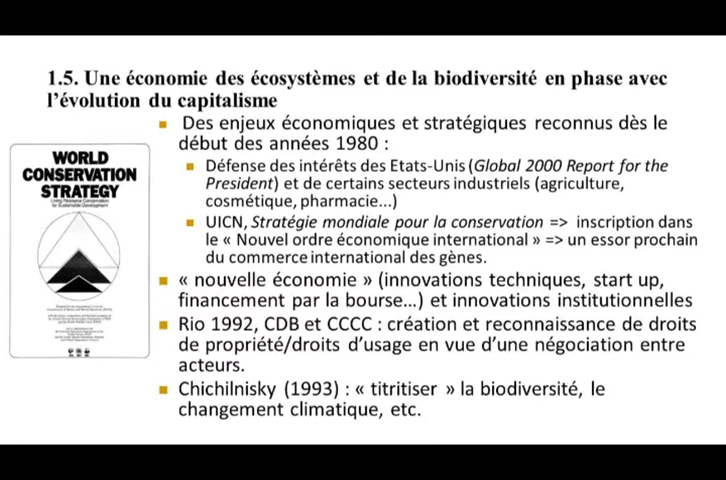 1.5. Une économie des écosystèmes et de la biodiversité en phase avec
l'évolution du capitalisme
WORLD
CONSERVATION
STRATEGY
Living Resource Conservation
for Sustainable Development
Des enjeux économiques et stratégiques reconnus dès le
début des années 1980 :
Défense des intérêts des Etats-Unis (Global 2000 Report for the
President) et de certains secteurs industriels (agriculture,
cosmétique, pharmacie...)
UICN, Stratégie mondiale pour la conservation => inscription dans
le « Nouvel ordre économique international » => un essor prochain
du commerce international des gènes.
« nouvelle économie » (innovations techniques, start up,
financement par la bourse...) et innovations institutionnelles
Rio 1992, CDB et CCCC : création et reconnaissance de droits
de propriété/droits d'usage en vue d'une négociation entre
acteurs.
Chichilnisky (1993) : « titritiser » la biodiversité, le
changement climatique, etc.